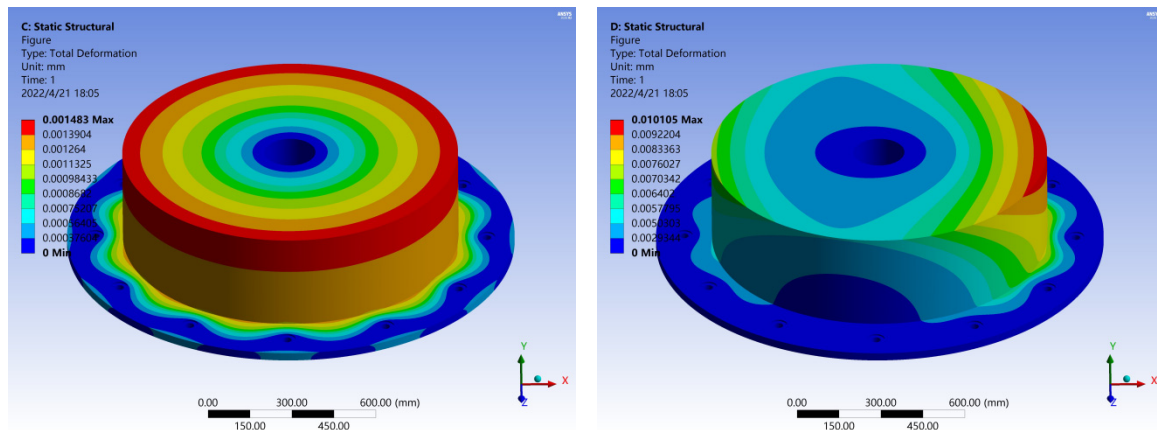 ANSYS
C: Static Structural
Figure
Type: Total Deformation
Unit: mm
Time: 1
2022/4/21 18:05
0.001483 Max
0.0013904
0.001264
0.0011325
0.00098433
0 Min
Y
X
Z
0.00 300.00 600.00 (mm)
150.00 450.00
ANSYS
D: Static Structural
Figure
Type: Total Deformation
Unit: mm
Time: 1
2022/4/21 18:05
0.010105 Max
0.0092204
0.0083363
0.0076027
0.0070342
0 Min
Y
X
Z
0.00 300.00 600.00 (mm)
150.00 450.00